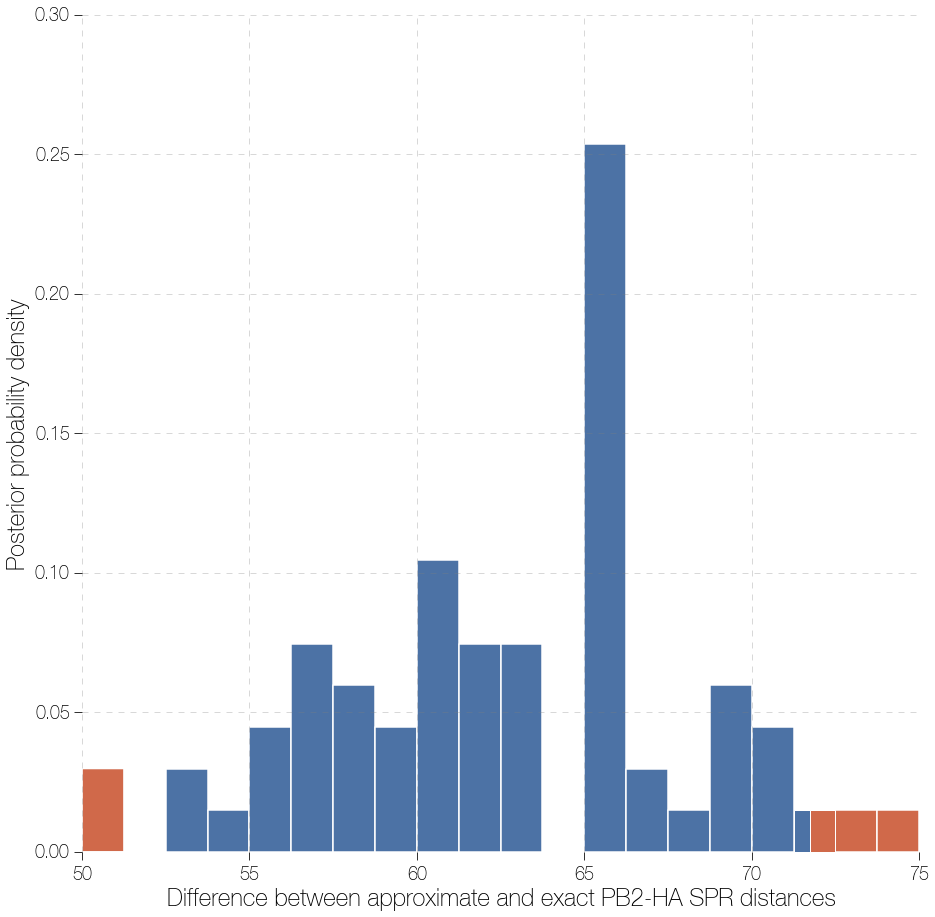 0.30
0.25
0.20
0.15
0.10
0.05
0.00
Posterior probability density
50 55 60 65 70 75
Difference between approximate and exact PB2-HA SPR distances